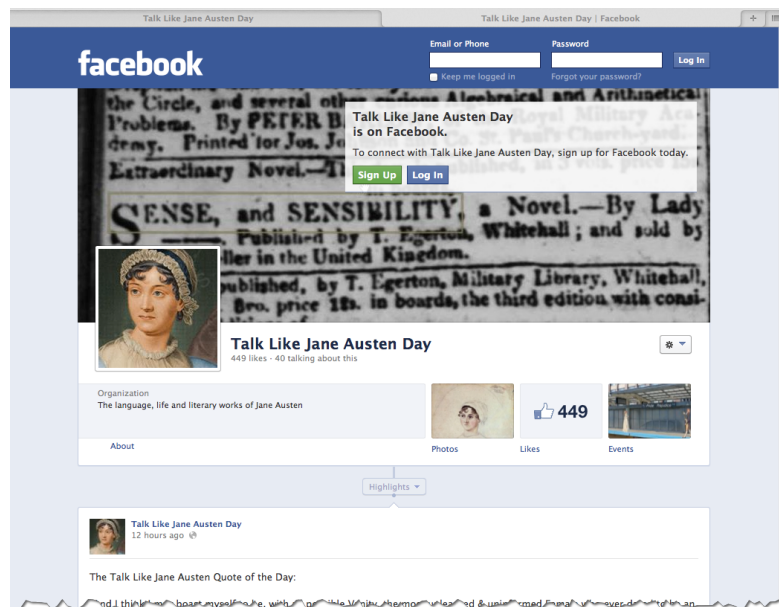 Talk Like Jane Austen Day
Talk Like Jane Austen Day | Facebook
facebook
Email or Phone
Password
Log In
Keep me logged in
Forgot your password?
the Circle, and several other curious Algebraical and Arithmetical
Problems. By PETER B
demy. Printed for Jos. Jo
Extraordinary Novel.—T
Talk Like Jane Austen Day
is on Facebook.
To connect with Talk Like Jane Austen Day, sign up for Facebook today.
Sign Up
Log In
SENSE, and SENSIBILITY, a Novel.—By Lady
Published by T. Egerton, Whitehall; and sold by
ller in the United Kingdom.
published, by T. Egerton, Military Library, Whitehall,
8vo. price 18s. in boards, the third edition with consi-
Talk Like Jane Austen Day
449 likes · 40 talking about this
Organization
The language, life and literary works of Jane Austen
About
449
Photos
Likes
Events
Highlights
Talk Like Jane Austen Day
12 hours ago
The Talk Like Jane Austen Quote of the Day: